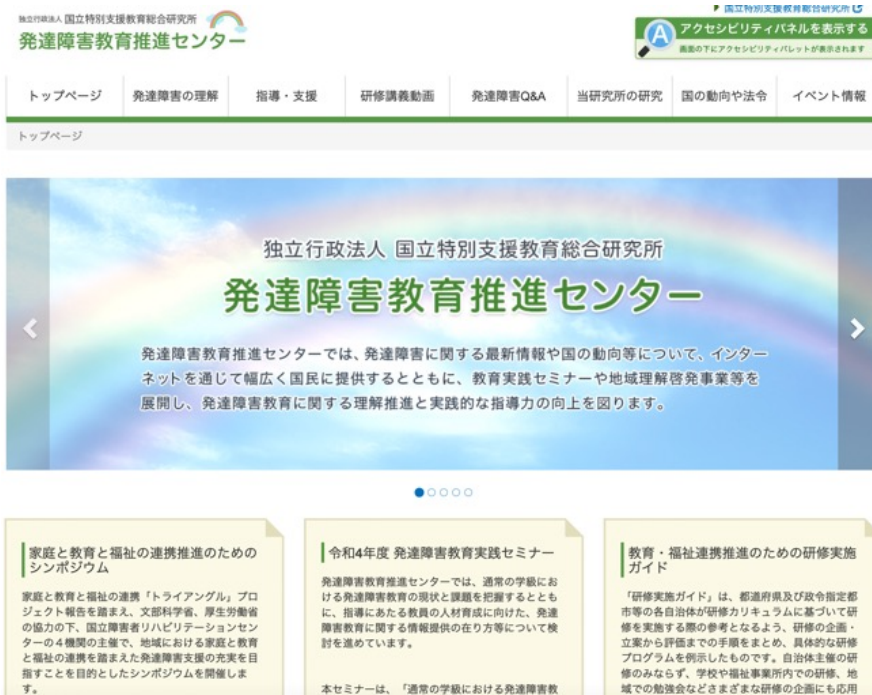 国立特別支援教育総合研究所
独立行政法人 国立特別支援教育総合研究所
発達障害教育推進センター
アクセシビリティパネルを表示する
画面の下にアクセシビリティパレットが表示されます
トップページ 発達障害の理解 指導・支援 研修講義動画 発達障害Q&A 当研究所の研究 国の動向や法令 イベント情報
トップページ
独立行政法人 国立特別支援教育総合研究所
発達障害教育推進センター
発達障害教育推進センターでは、発達障害に関する最新情報や国の動向等について、インター
ネットを通じて幅広く国民に提供するとともに、教育実践セミナーや地域理解啓発事業等を
展開し、発達障害教育に関する理解推進と実践的な指導力の向上を図ります。
家庭と教育と福祉の連携推進のための
シンポジウム
家庭と教育と福祉の連携「トライアングル」プロ
ジェクト報告を踏まえ、文部科学省、厚生労働省
の協力の下、国立障害者リハビリテーションセン
ターの4機関の主催で、地域における家庭と教育
と福祉の連携を踏まえた発達障害支援の充実を目
指すことを目的としたシンポジウムを開催しま
す。
令和4年度 発達障害教育実践セミナー
発達障害教育推進センターでは、通常の学級にお
ける発達障害教育の現状と課題を把握するととも
に、指導にあたる教員の人材育成に向けた、発達
障害教育に関する情報提供の在り方等について検
討を進めています。
本セミナーは、「通常の学級における発達障害教
教育・福祉連携推進のための研修実施
ガイド
「研修実施ガイド」は、都道府県及び政令指定都
市等の各自治体が研修カリキュラムに基づいて研
修を実施する際の参考となるよう、研修の企画・
立案から評価までの手順をまとめ、具体的な研修
プログラムを例示したものです。自治体主催の研
修のみならず、学校や福祉事業所内での研修、地
域での勉強会などさまざまな研修の企画にも応用